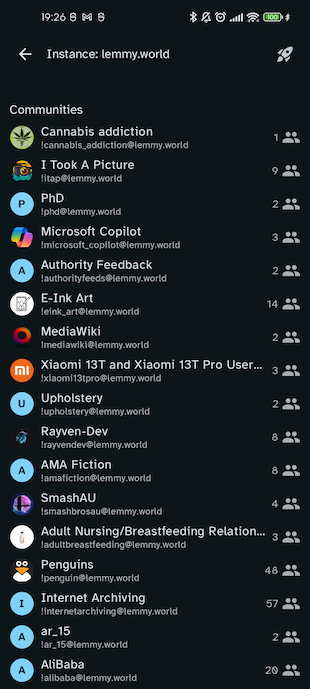 19:26
100
Instance: lemmy.world
Communities
Cannabis addiction
!cannabis_addiction@lemmy.world
1
I Took A Picture
!itap@lemmy.world
9
P
PhD
!phd@lemmy.world
2
Microsoft Copilot
!microsoft_copilot@lemmy.world
3
A
Authority Feedback
!authorityfeeds@lemmy.world
2
E-Ink Art
!eink_art@lemmy.world
14
MediaWiki
!mediawiki@lemmy.world
2
Xiaomi 13T and Xiaomi 13T Pro User...
!xiaomi13tpro@lemmy.world
3
U
Upholstery
!upholstery@lemmy.world
2
Rayven-Dev
!rayvendev@lemmy.world
8
A
AMA Fiction
!amafiction@lemmy.world
8
SmashAU
!smashbrosau@lemmy.world
4
Adult Nursing/Breastfeeding Relation...
!adultbreastfeeding@lemmy.world
3
Penguins
!penguin@lemmy.world
48
I
Internet Archiving
!internetarchiving@lemmy.world
57
A
ar_15
!ar_15@lemmy.world
2
A
AliBaba
!alibaba@lemmy.world
20